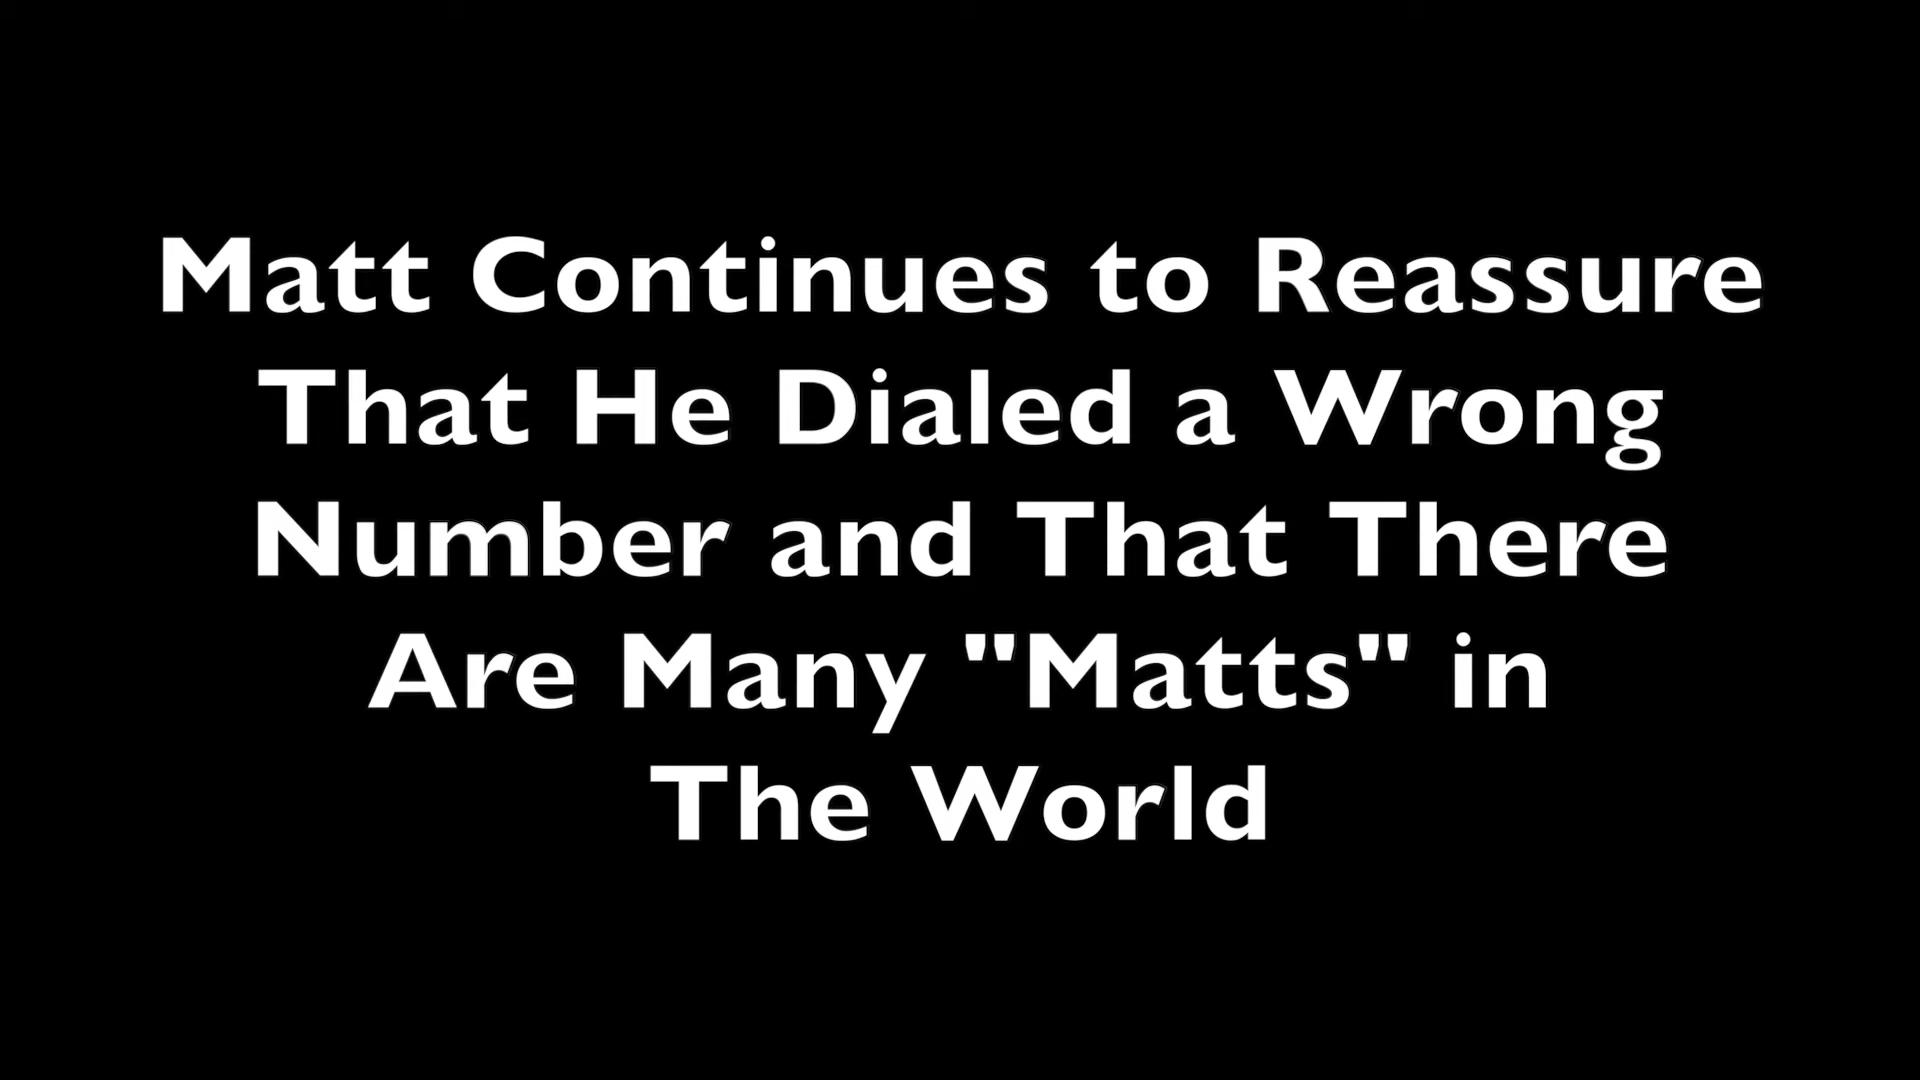 Matt Continues to Reassure
That He Dialed a Wrong
Number and That There
Are Many "Matts" in
The World